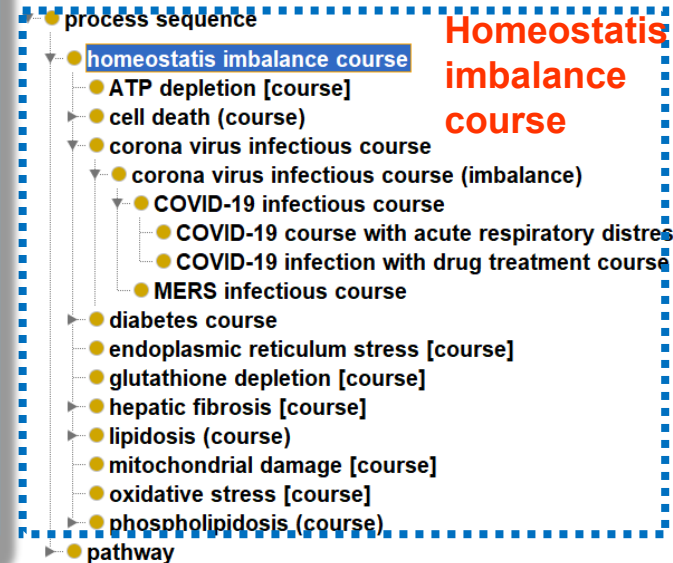 process sequence
homeostatis imbalance course
ATP depletion [course]
cell death (course)
corona virus infectious course
corona virus infectious course (imbalance)
COVID-19 infectious course
COVID-19 course with acute respiratory distres
COVID-19 infection with drug treatment course
MERS infectious course
diabetes course
endoplasmic reticulum stress [course]
glutathione depletion [course]
hepatic fibrosis [course]
lipidosis (course)
mitochondrial damage [course]
oxidative stress [course]
phospholipidosis (course)
pathway
Homeostatis
imbalance
course